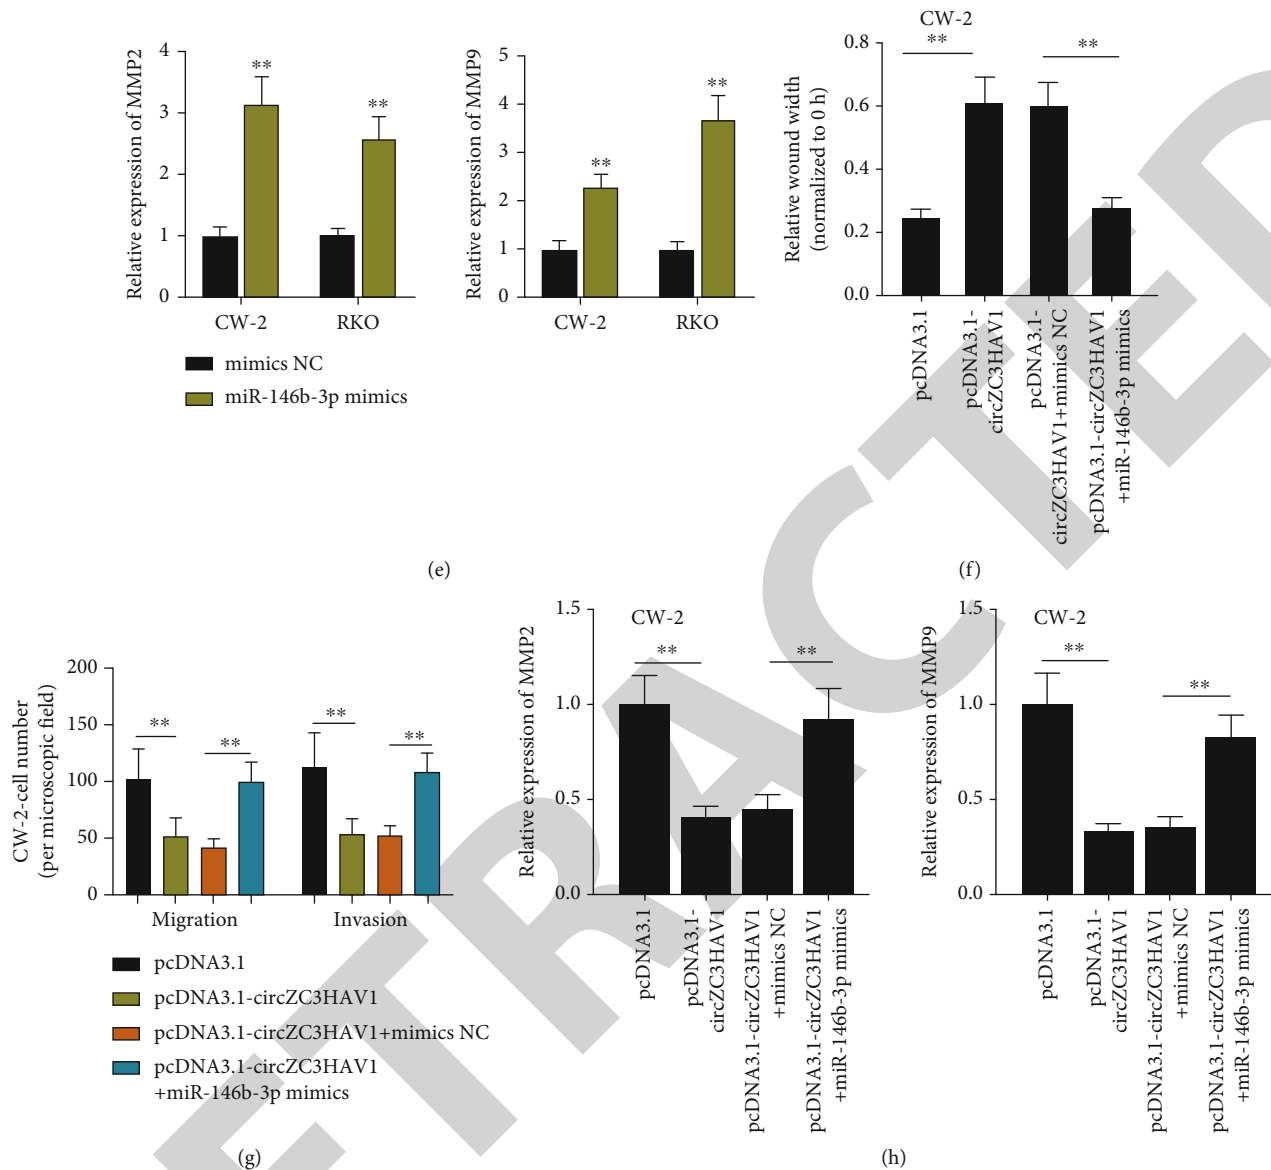 Relative expression of MMP2
4
3
2
1
0
**
**
CW-2
RKO
Relative expression of MMP9
5
4
3
2
1
0
**
**
CW-2
RKO
mimics NC
miR-146b-3p mimics
(e)
CW-2
Relative wound width
(normalized to 0 h)
0.8
0.6
0.4
0.2
0.0
**
**
pcDNA3.1
pcDNA3.1-
circZC3HAV1
pcDNA3.1-
circZC3HAV1+mimics NC
pcDNA3.1-circZC3HAV1
+miR-146b-3p mimics
(f)
CW-2-cell number
(per microscopic field)
200
150
100
50
0
**
**
**
**
Migration
Invasion
pcDNA3.1
pcDNA3.1-circZC3HAV1
pcDNA3.1-circZC3HAV1+mimics NC
pcDNA3.1-circZC3HAV1
+miR-146b-3p mimics
(g)
Relative expression of MMP2
1.5
1.0
0.5
0.0
CW-2
**
**
pcDNA3.1
pcDNA3.1-
circZC3HAV1
pcDNA3.1-circZC3HAV1
+mimics NC
pcDNA3.1-circZC3HAV1
+miR-146b-3p mimics
Relative expression of MMP9
1.5
1.0
0.5
0.0
CW-2
**
**
pcDNA3.1
pcDNA3.1-
circZC3HAV1
pcDNA3.1-circZC3HAV1
+mimics NC
pcDNA3.1-circZC3HAV1
+miR-146b-3p mimics
(h)
ETRACTED